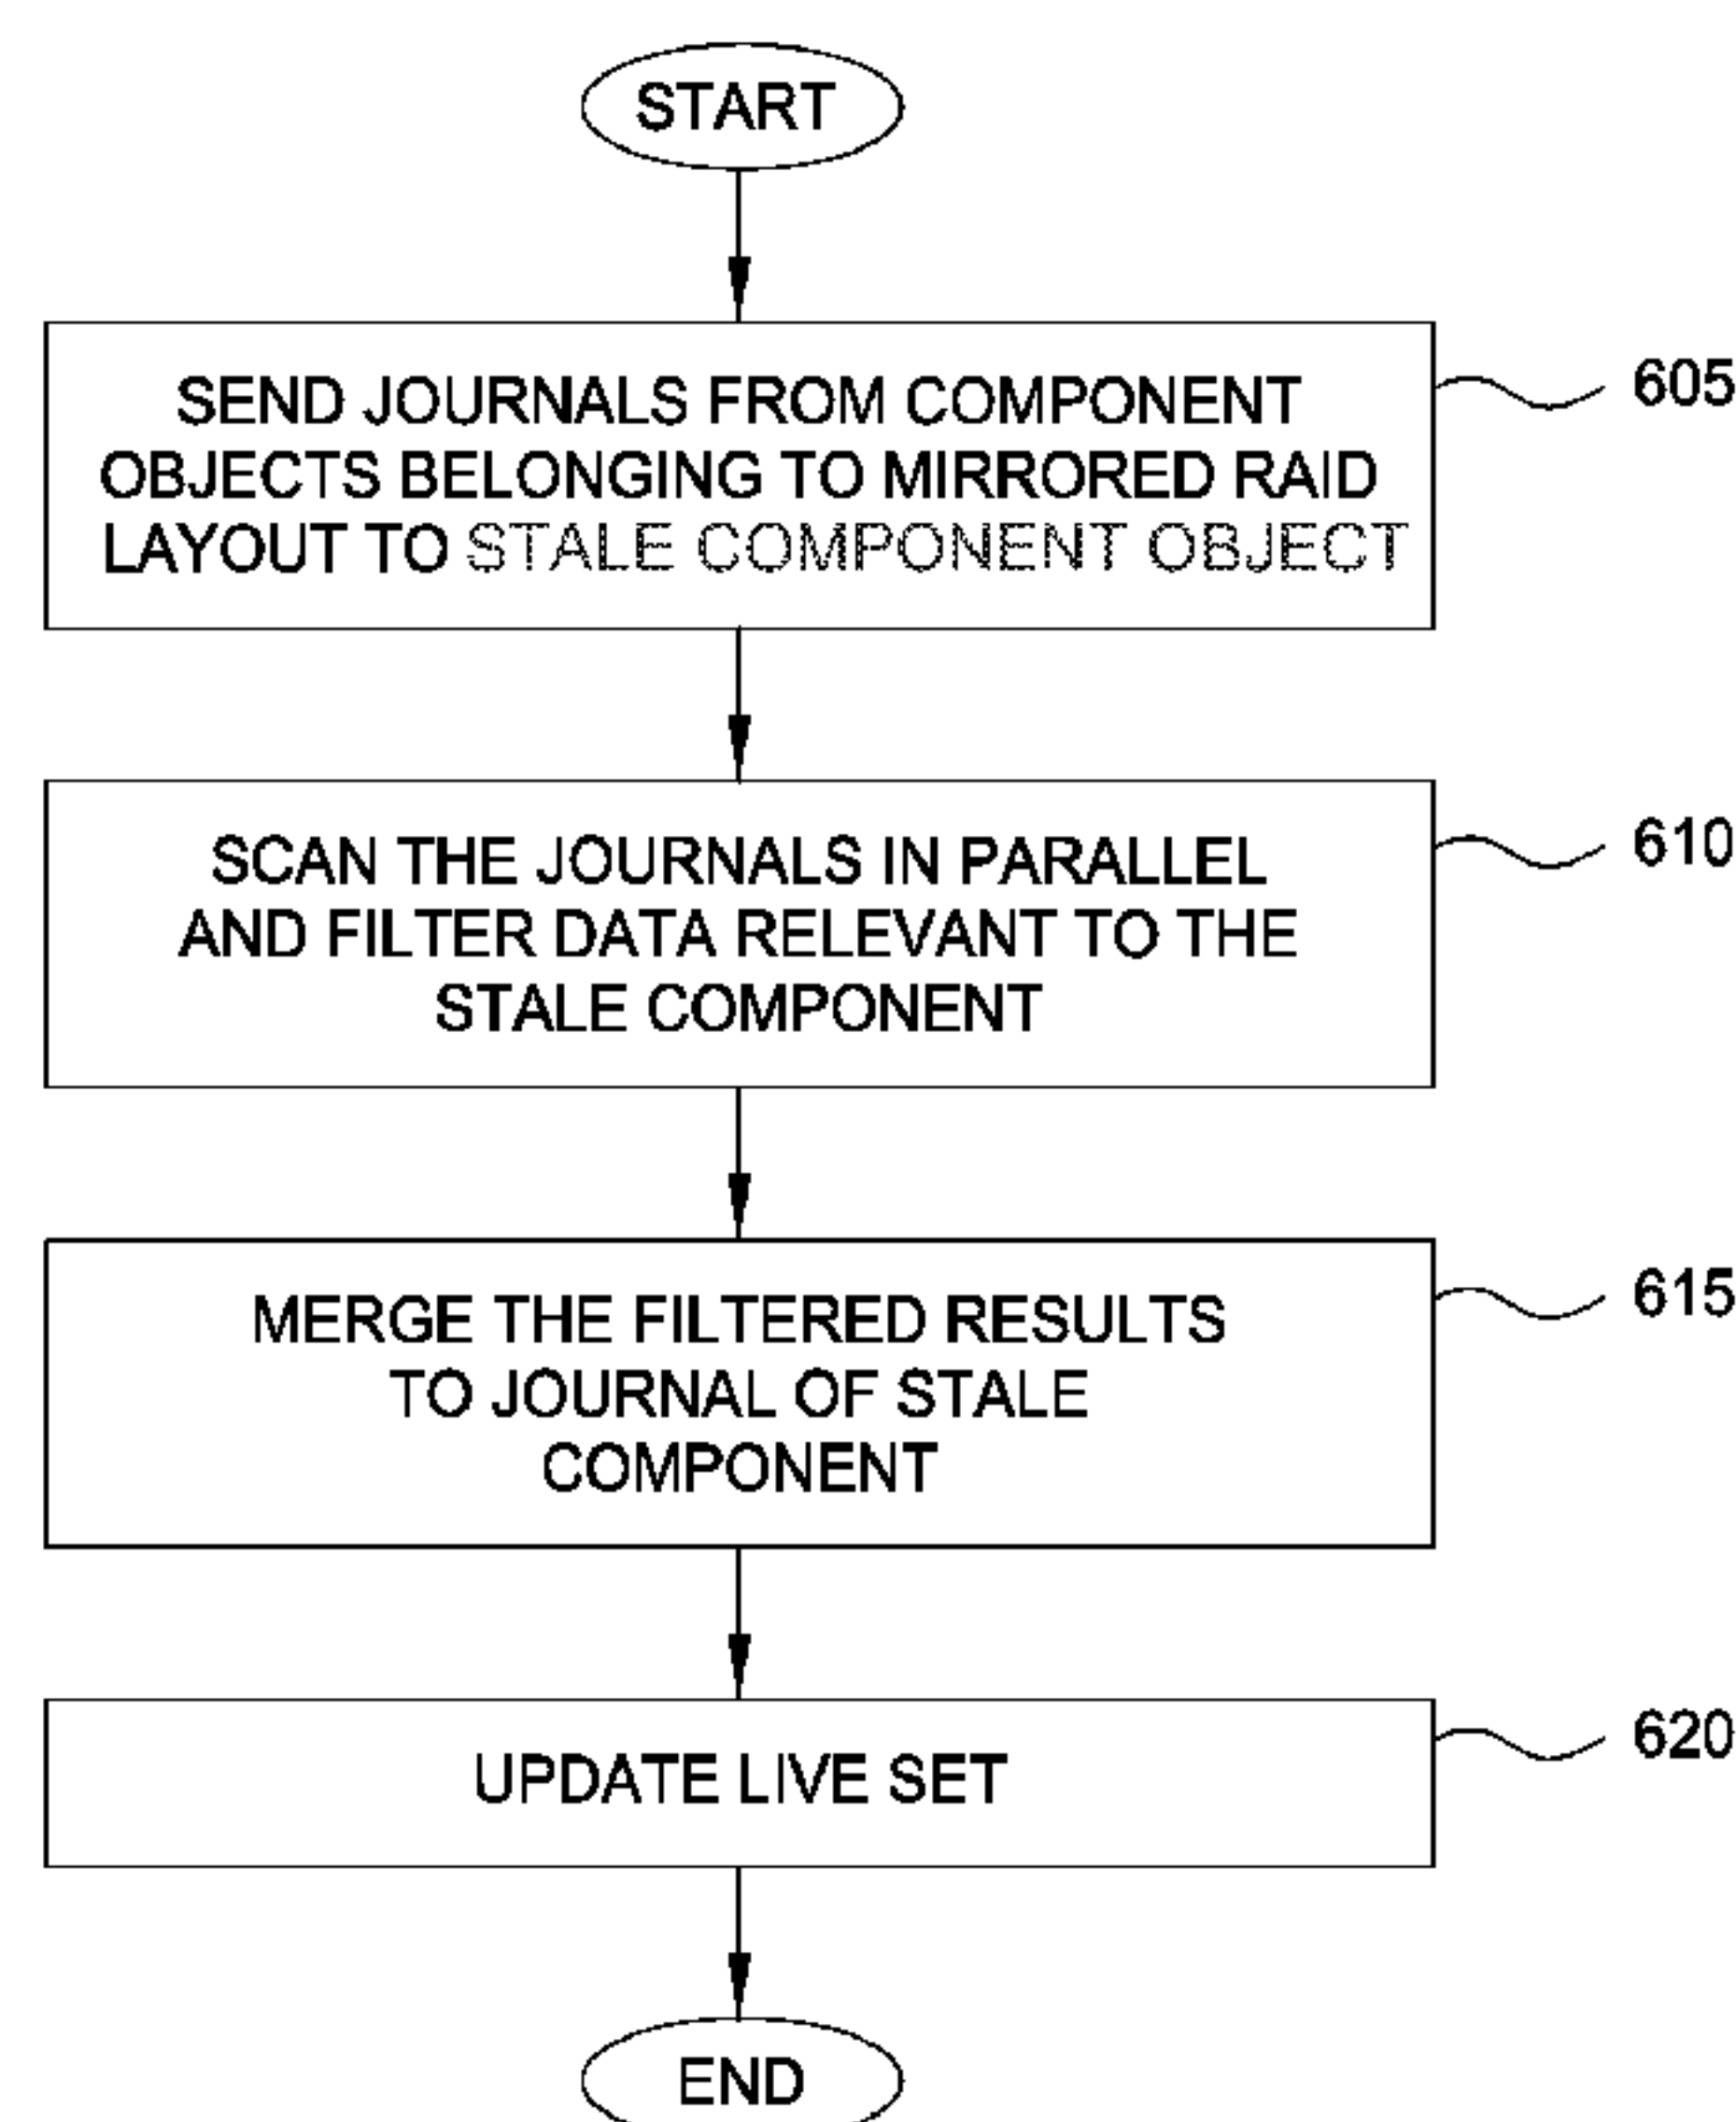 START
SEND JOURNALS FROM COMPONENT
OBJECTS BELONGING TO MIRRORED RAID
LAYOUT TO STALE COMPONENT OBJECT
605
SCAN THE JOURNALS IN PARALLEL
AND FILTER DATA RELEVANT TO THE
STALE COMPONENT
610
MERGE THE FILTERED RESULTS
TO JOURNAL OF STALE
COMPONENT
615
UPDATE LIVE SET
620
END